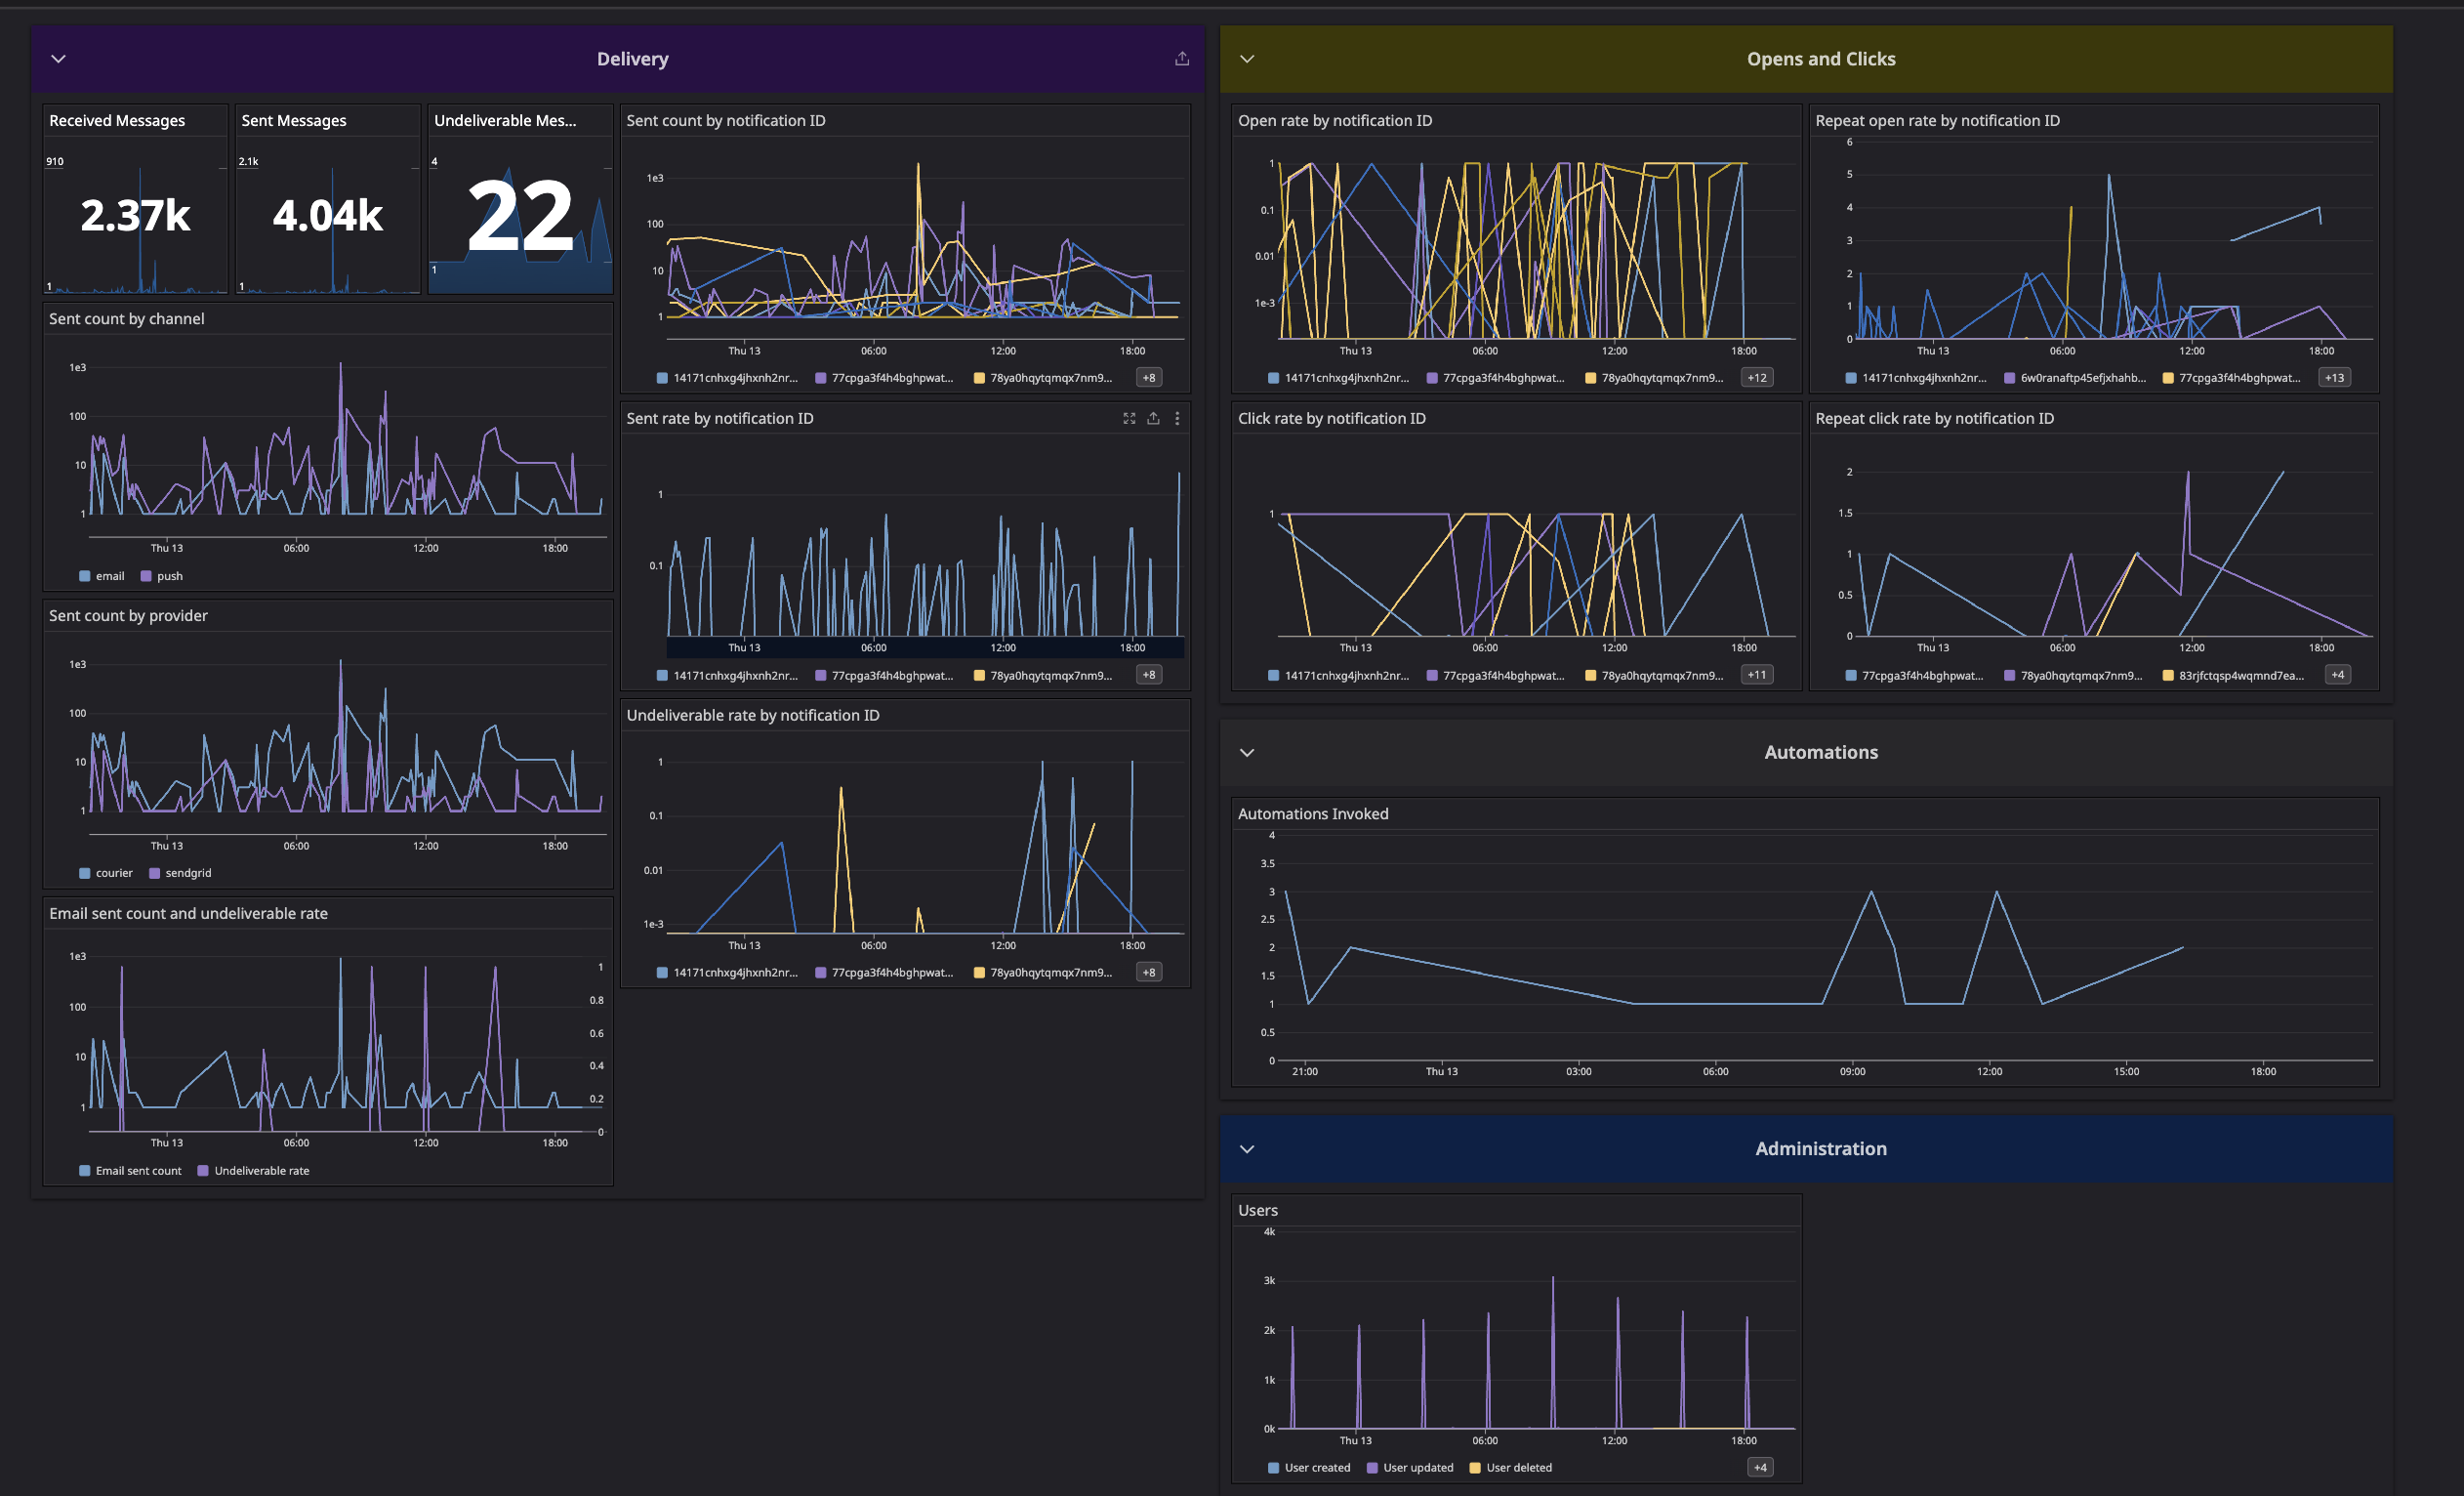 Delivery
Received Messages
910
2.37k
1
Sent Messages
2.1k
4.04k
1
Undeliverable Mes...
4
22
1
Sent count by channel
1e3
100
10
1
Thu 13 06:00 12:00 18:00
email push
Sent count by provider
1e3
100
10
1
Thu 13 06:00 12:00 18:00
courier sendgrid
Email sent count and undeliverable rate
1e3
100
10
1
1
0.8
0.6
0.4
0.2
0
Thu 13 06:00 12:00 18:00
Email sent count Undeliverable rate
Sent count by notification ID
1e3
100
10
1
Thu 13 06:00 12:00 18:00
14171cnhxg4jhxnh2nr... 77cpga3f4h4bghpwat... 78ya0hqytqmqx7nm9... +8
Sent rate by notification ID
1
0.1
Thu 13 06:00 12:00 18:00
14171cnhxg4jhxnh2nr... 77cpga3f4h4bghpwat... 78ya0hqytqmqx7nm9... +8
Undeliverable rate by notification ID
1
0.1
0.01
1e-3
Thu 13 06:00 12:00 18:00
14171cnhxg4jhxnh2nr... 77cpga3f4h4bghpwat... 78ya0hqytqmqx7nm9... +8
Opens and Clicks
Open rate by notification ID
1
0.1
0.01
1e-3
Thu 13 06:00 12:00 18:00
14171cnhxg4jhxnh2nr... 77cpga3f4h4bghpwat... 78ya0hqytqmqx7nm9... +12
Repeat open rate by notification ID
6
5
4
3
2
1
0
Thu 13 06:00 12:00 18:00
14171cnhxg4jhxnh2nr... 6w0ranaftp45efjxhahb... 77cpga3f4h4bghpwat... +13
Click rate by notification ID
1
Thu 13 06:00 12:00 18:00
14171cnhxg4jhxnh2nr... 77cpga3f4h4bghpwat... 78ya0hqytqmqx7nm9... +11
Repeat click rate by notification ID
2
1.5
1
0.5
0
Thu 13 06:00 12:00 18:00
77cpga3f4h4bghpwat... 78ya0hqytqmqx7nm9... 83rjfctqsp4wqmnd7ea... +4
Automations
Automations Invoked
4
3.5
3
2.5
2
1.5
1
0.5
0
21:00 Thu 13 03:00 06:00 09:00 12:00 15:00 18:00
Administration
Users
4k
3k
2k
1k
0k
Thu 13 06:00 12:00 18:00
User created User updated User deleted +4